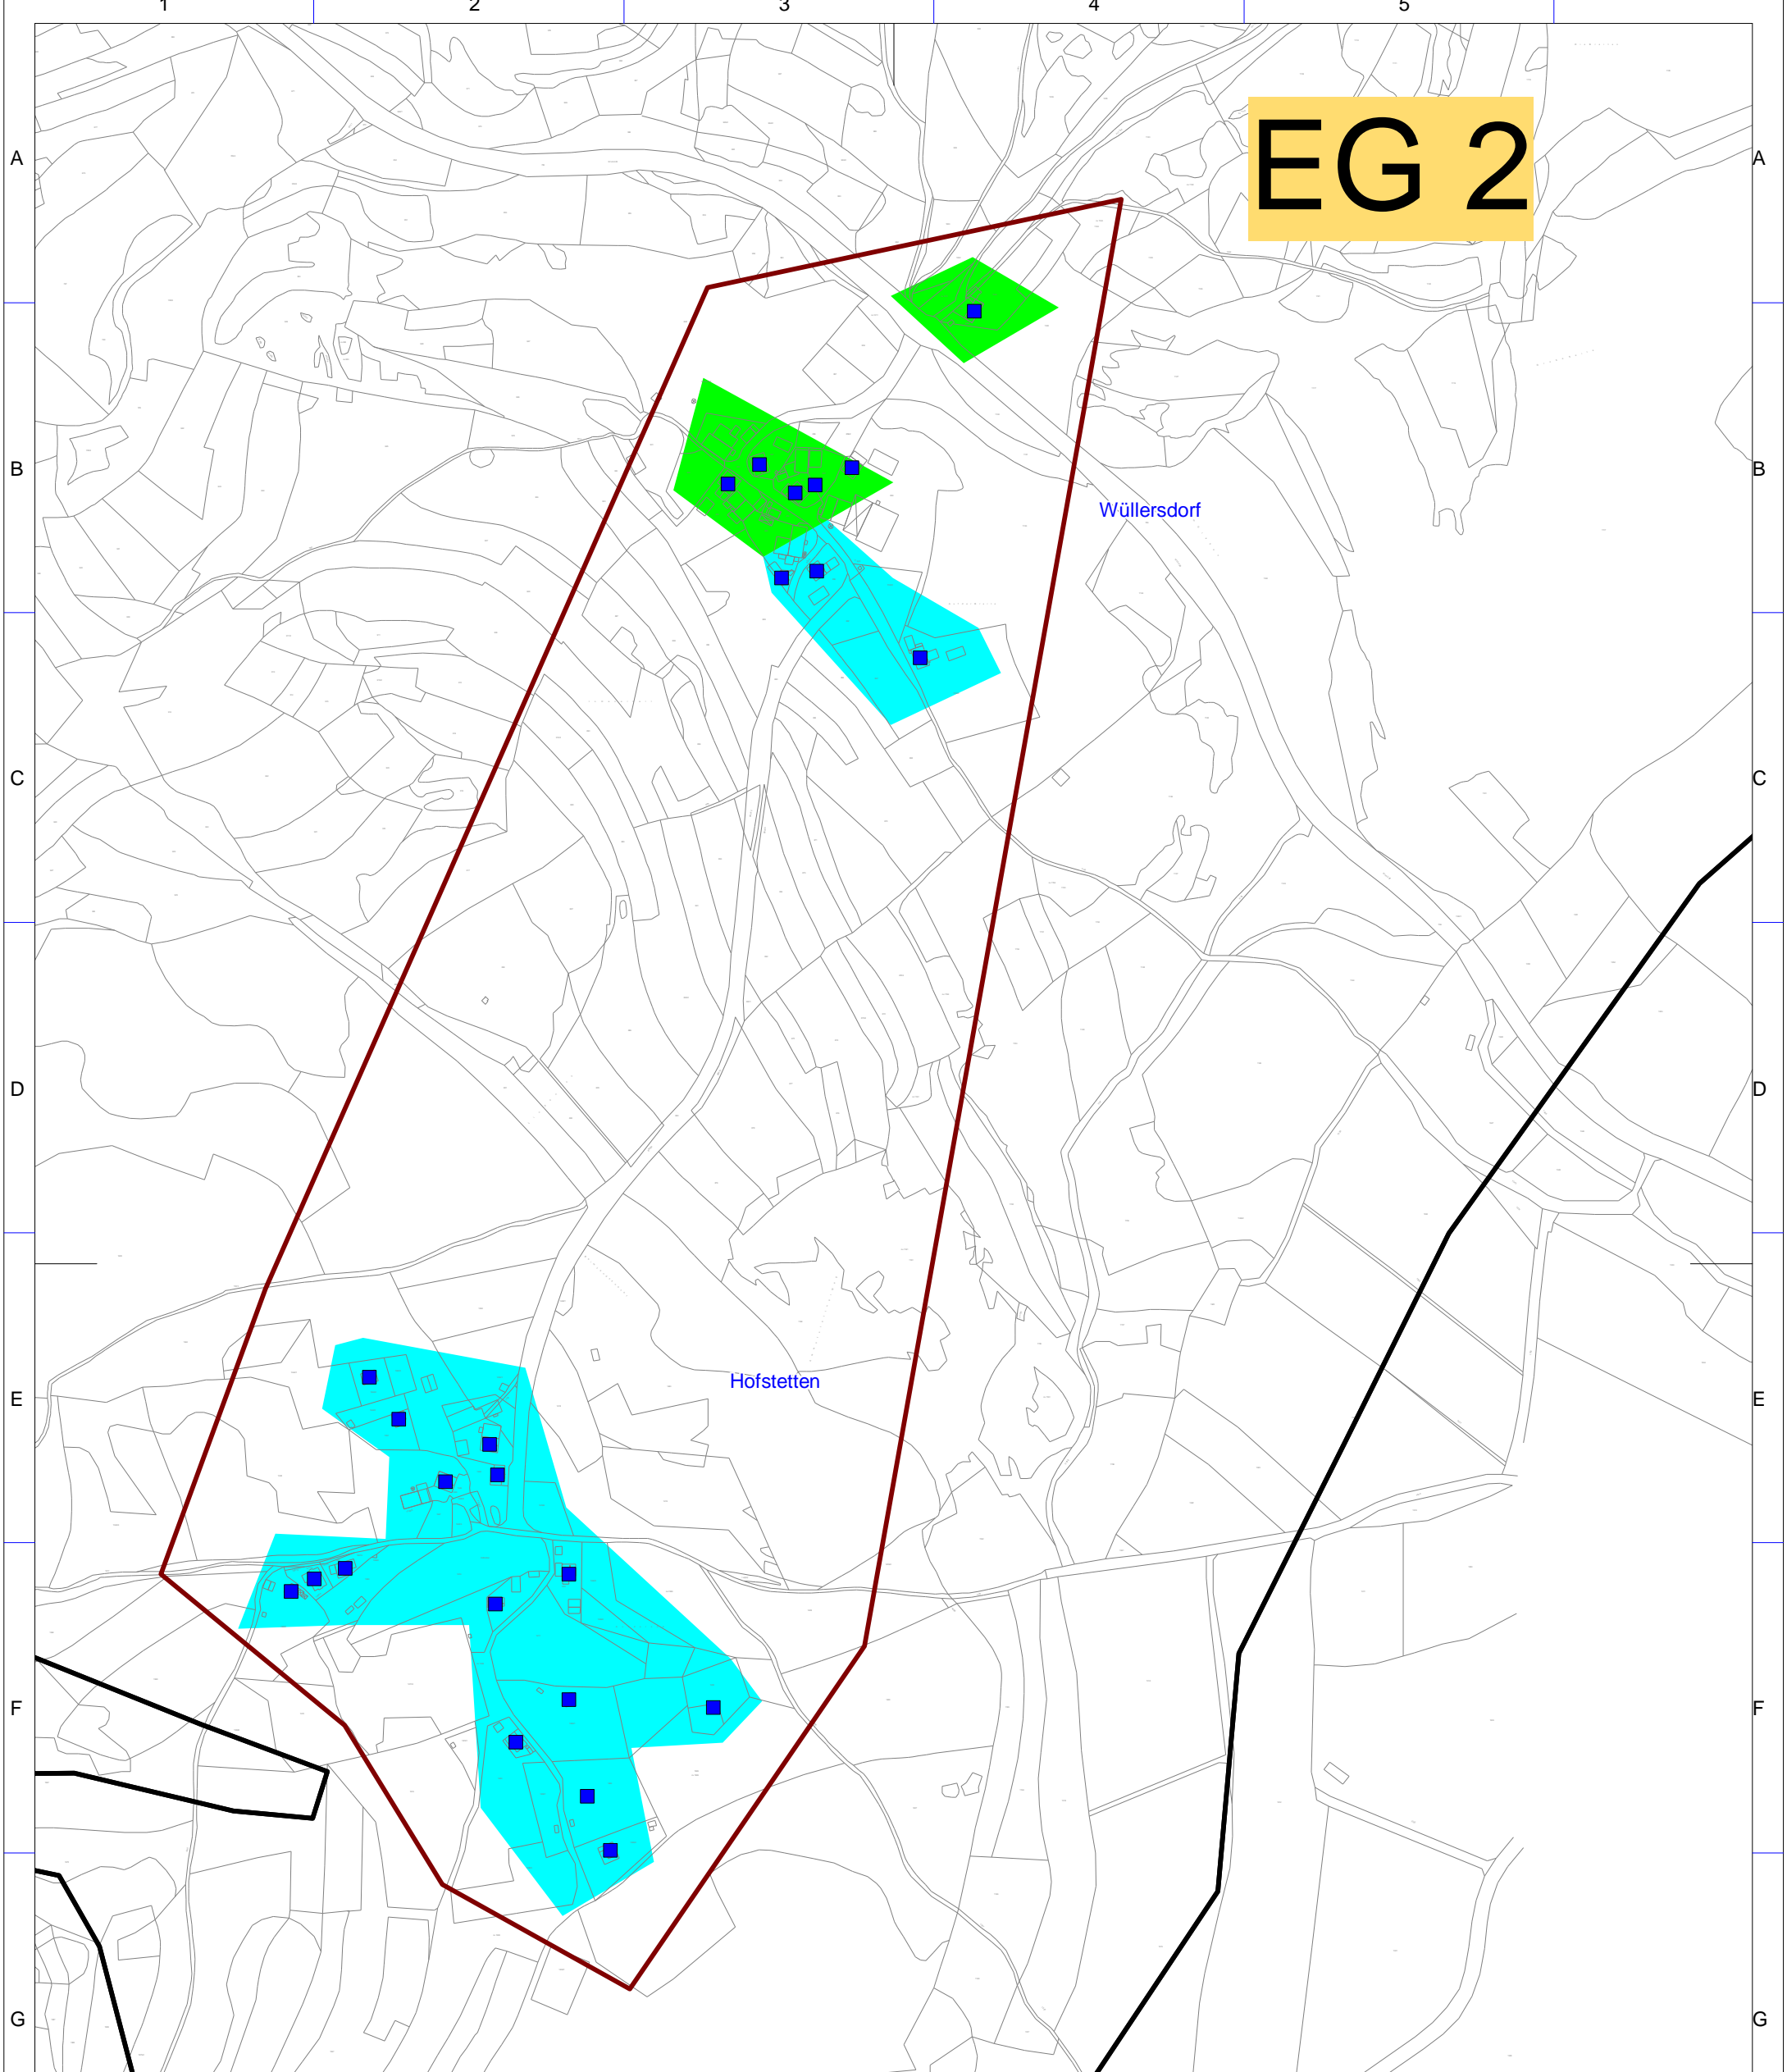 1 2 3 4 5
EG 2
A A
B B
Wüllersdorf
C C
D D
Hofstetten
E E
F F
G G